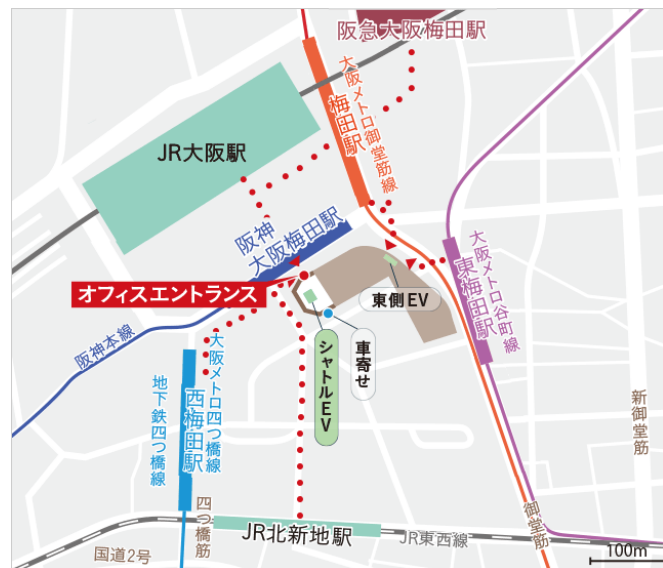 阪急大阪梅田駅
大阪メトロ御堂筋線
梅田駅
JR大阪駅
阪神
大阪梅田駅
オフィスエントランス
東側EV
大阪メトロ谷町線
東梅田駅
阪神本線
シャトルEV
車寄せ
大阪メトロ四つ橋線
西梅田駅
地下鉄四つ橋線
新御堂筋
四つ橋筋
御堂筋
JR北新地駅
JR東西線
国道2号
100m